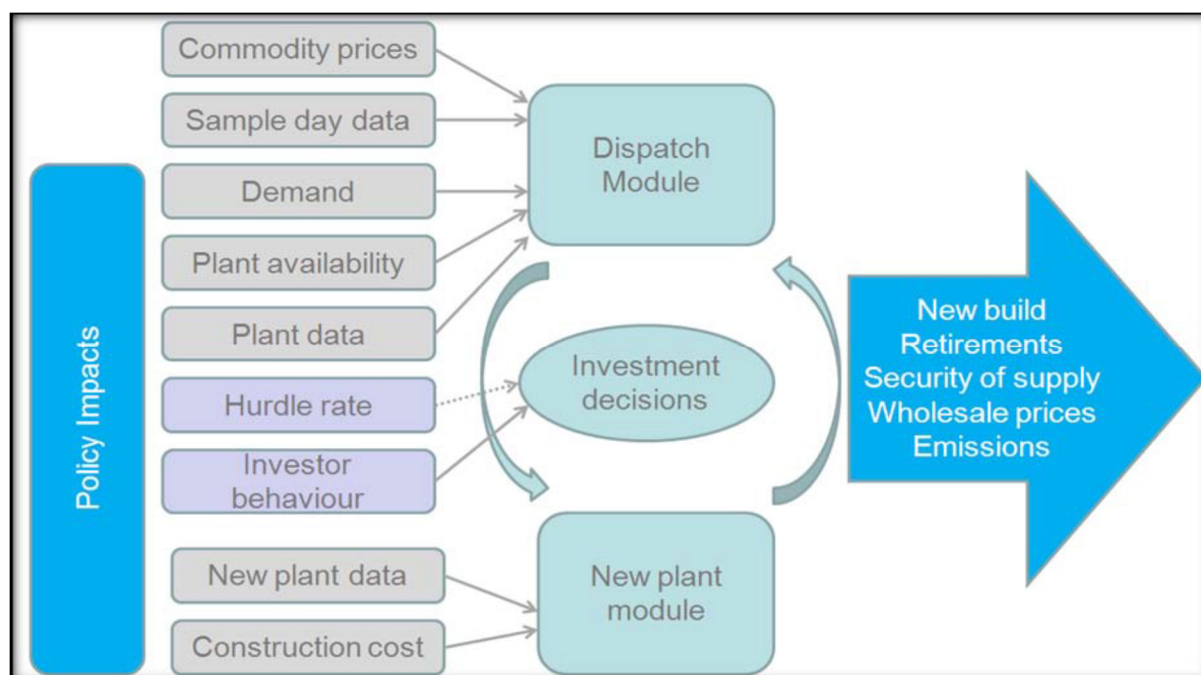 Policy Impacts
Commodity prices
Sample day data
Demand
Plant availability
Plant data
Hurdle rate
Investor
behaviour
New plant data
Construction cost
Dispatch
Module
Investment
decisions
New plant
module
New build
Retirements
Security of supply
Wholesale prices
Emissions